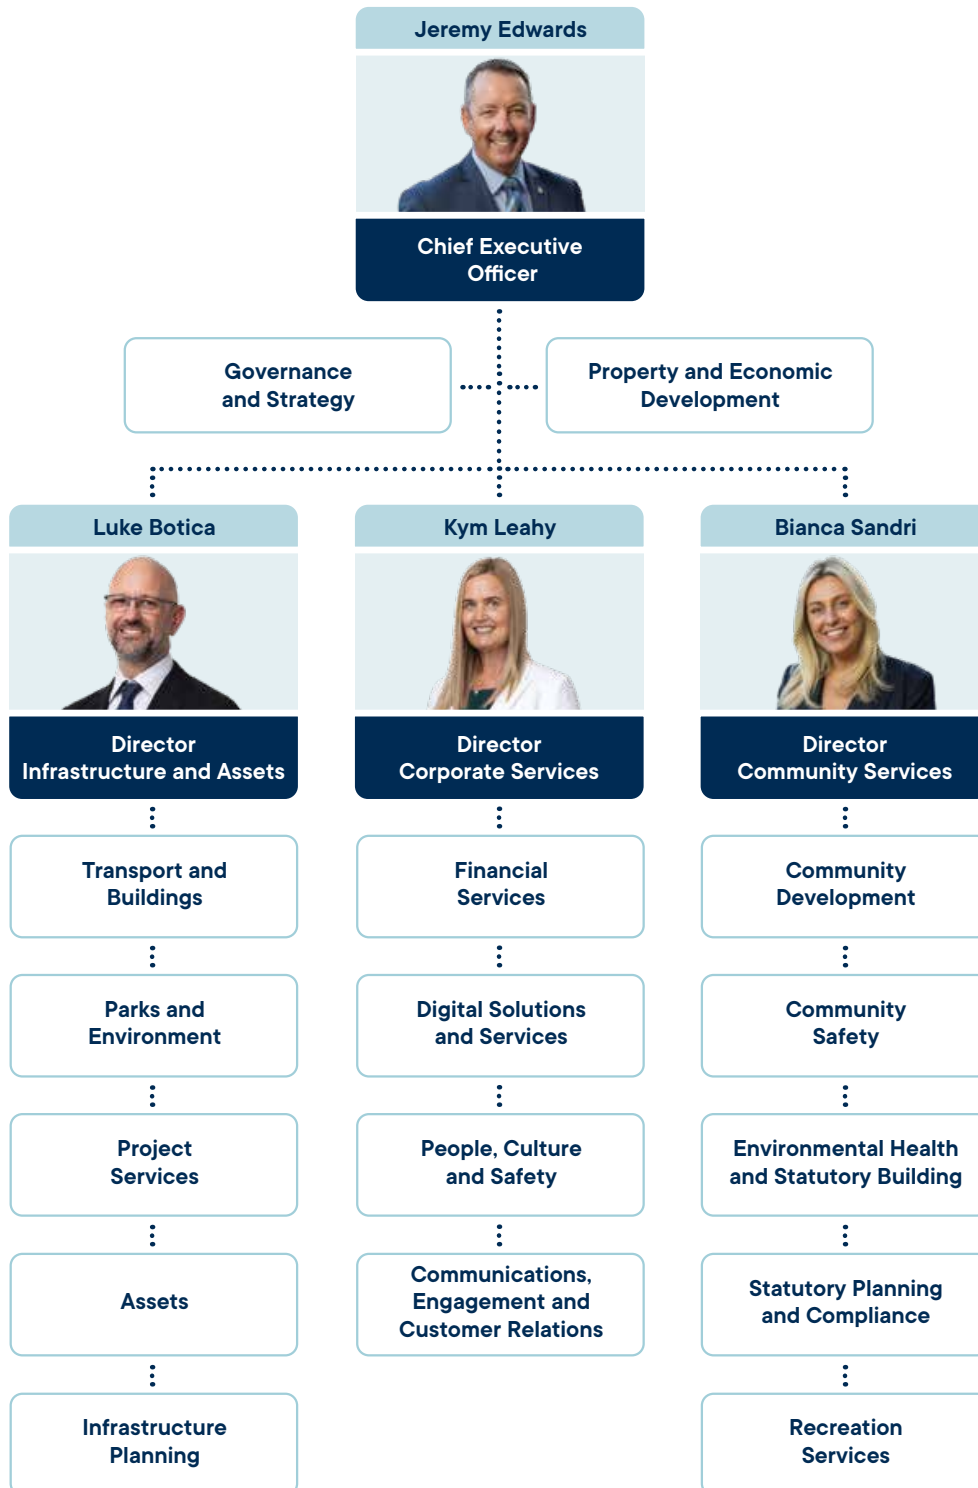 Jeremy Edwards
Chief Executive
Officer
Governance
and Strategy
Property and Economic
Development
Luke Botica
Kym Leahy
Bianca Sandri
Director
Infrastructure and Assets
Director
Corporate Services
Director
Community Services
Transport and
Buildings
Financial
Services
Community
Development
Parks and
Environment
Digital Solutions
and Services
Community
Safety
Project
Services
People, Culture
and Safety
Environmental Health
and Statutory Building
Assets
Communications,
Engagement and
Customer Relations
Statutory Planning
and Compliance
Infrastructure
Planning
Recreation
Services